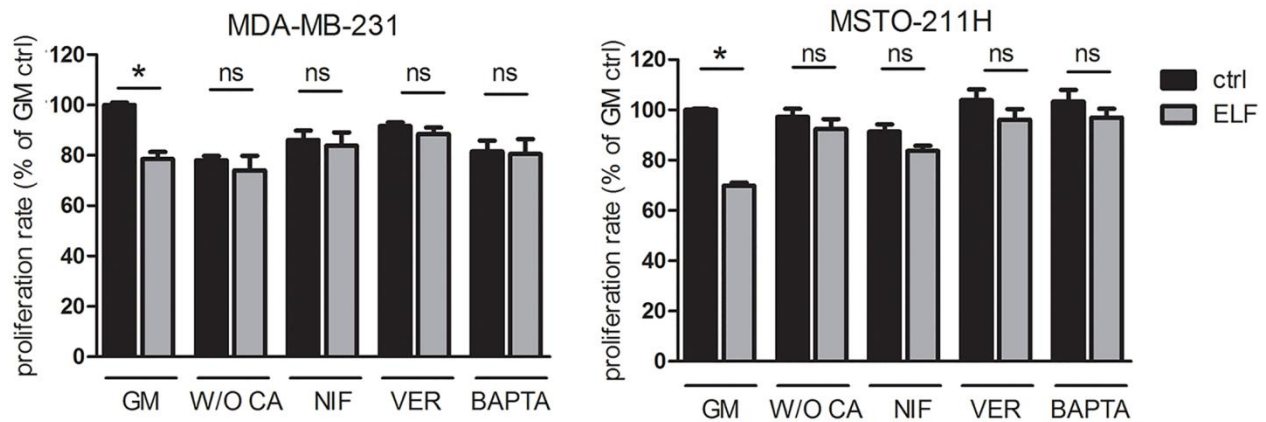 MDA-MB-231
proliferation rate (% of GM ctrl)
120
100
80
60
40
20
0
*
ns
ns
ns
ns
GM
W/O CA
NIF
VER
BAPTA
MSTO-211H
proliferation rate (% of GM ctrl)
120
100
80
60
40
20
0
*
ns
ns
ns
ns
GM
W/O CA
NIF
VER
BAPTA
ctrl
ELF